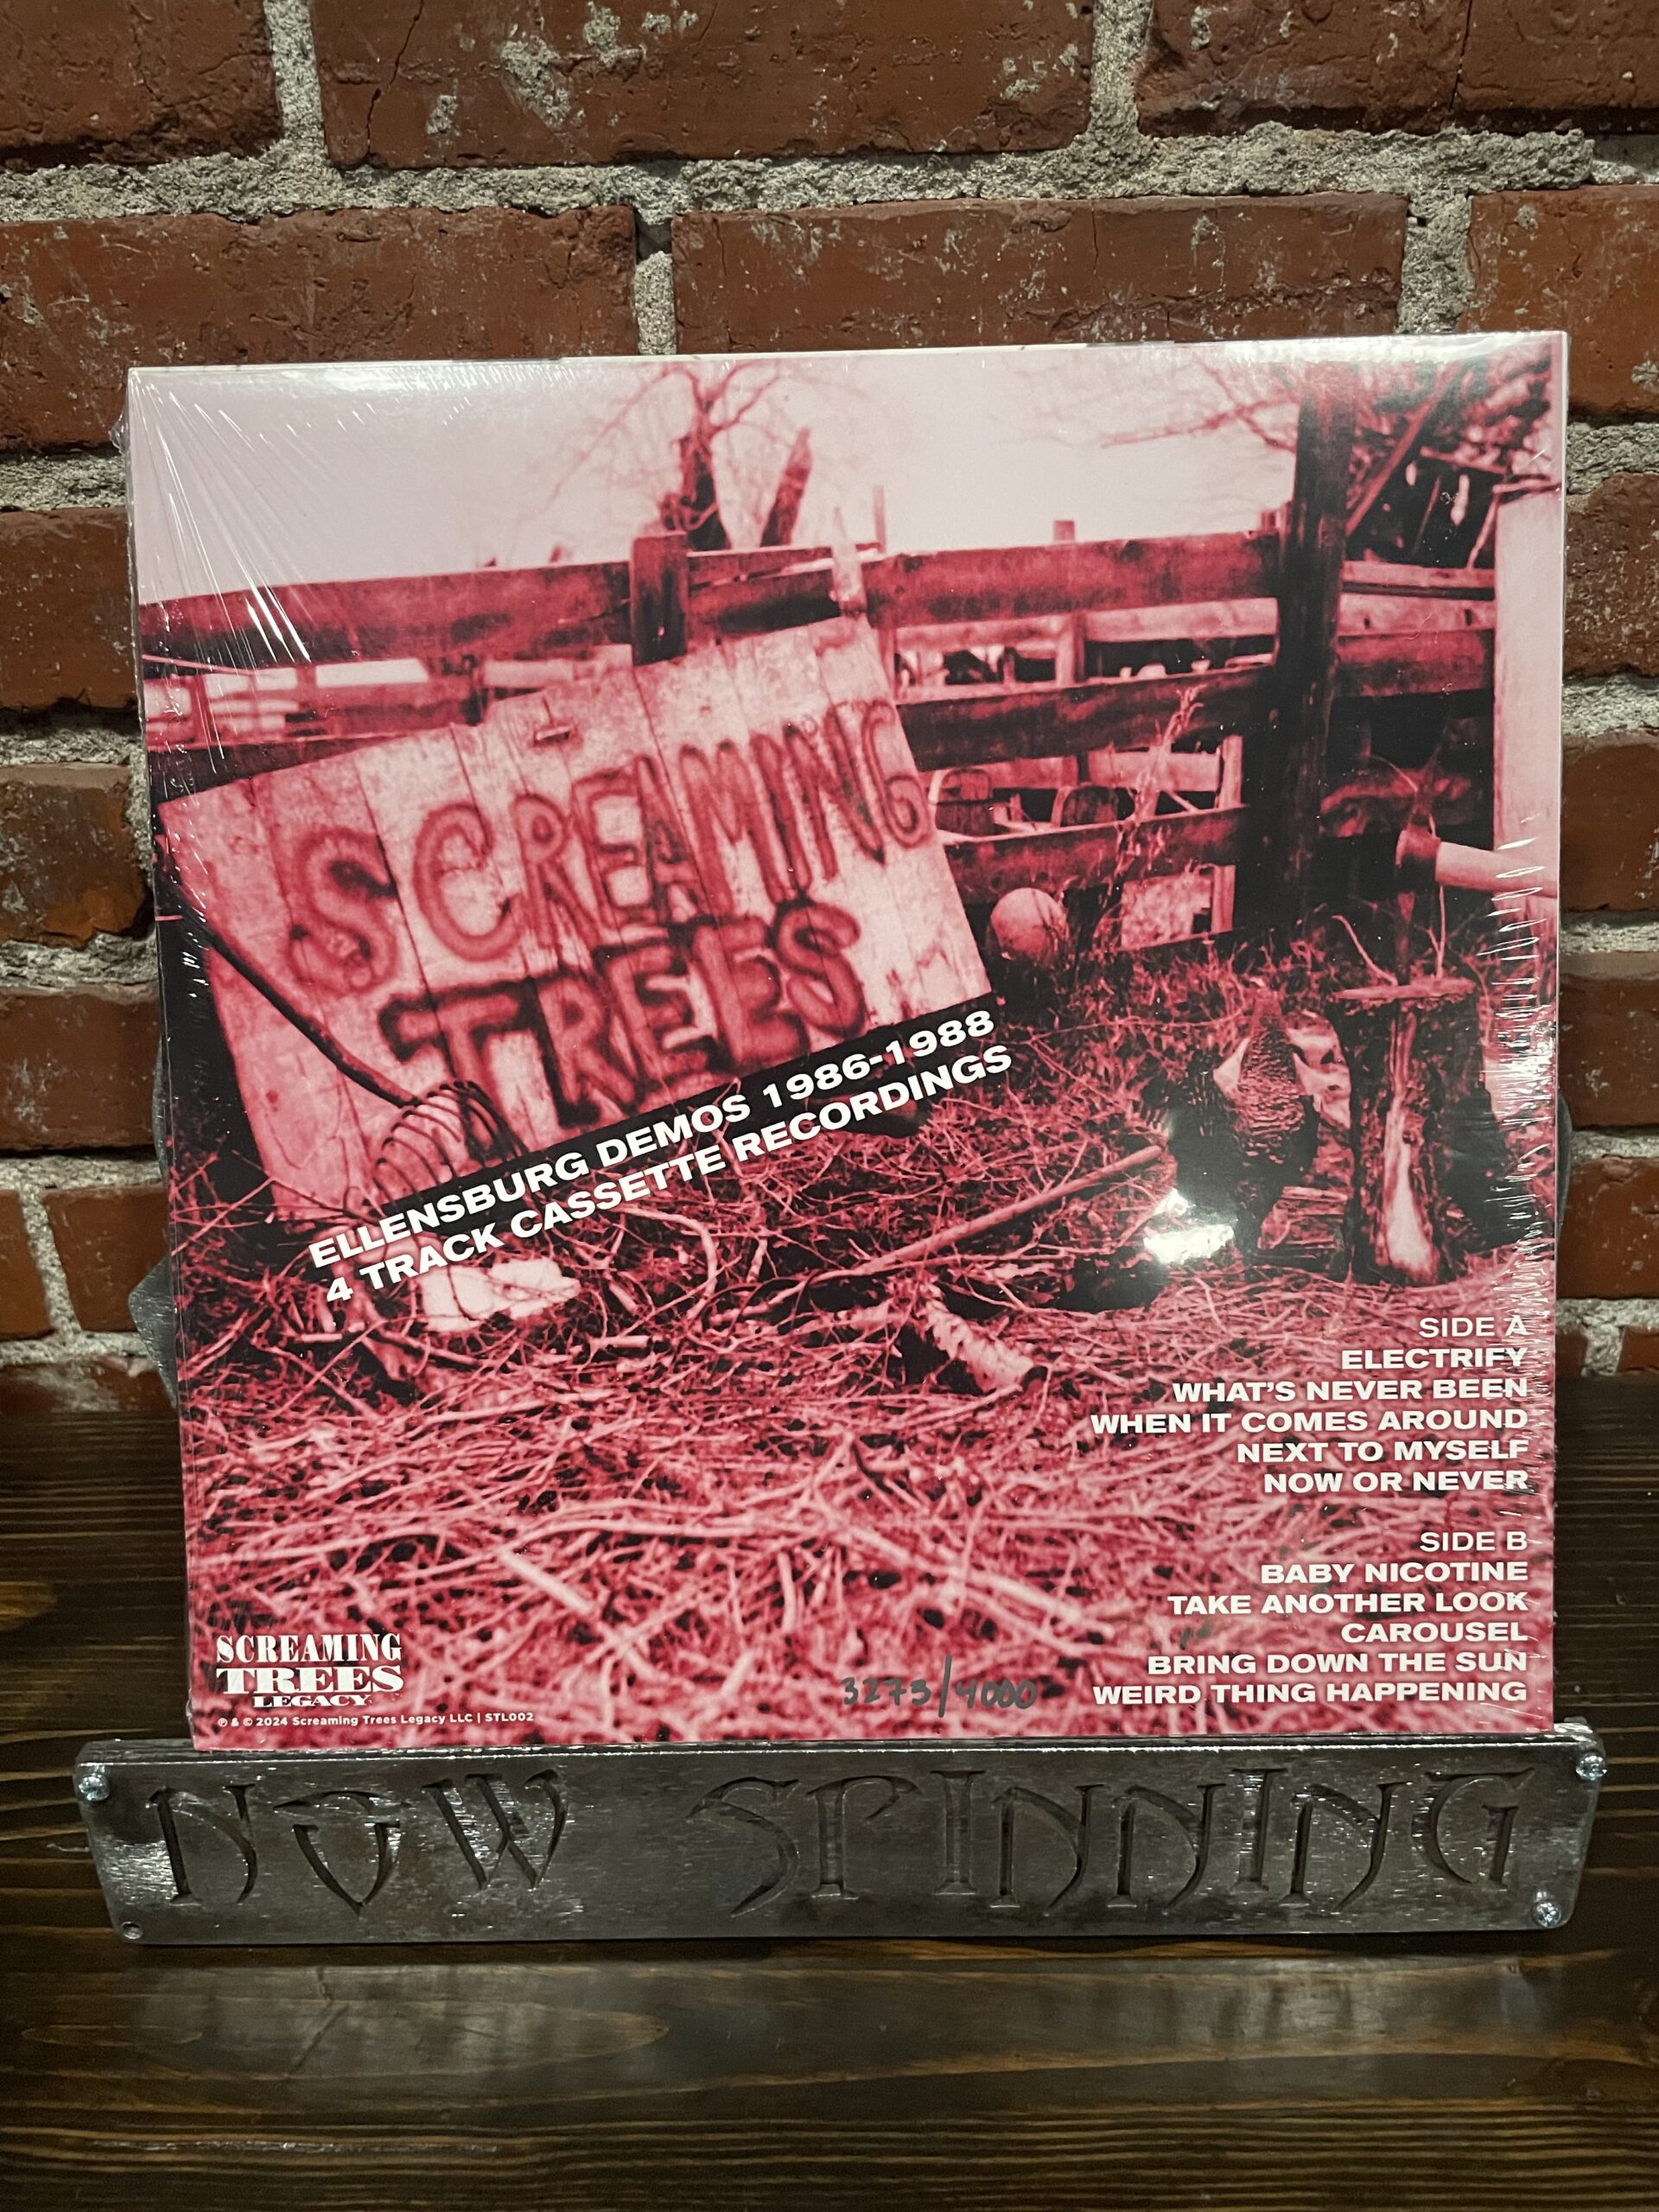 SCREAMING
TREES
ELLENSBURG DEMOS 1986-1988
4 TRACK CASSETTE RECORDINGS
SIDE A
ELECTRIFY
WHAT'S NEVER BEEN
WHEN IT COMES AROUND
NEXT TO MYSELF
NOW OR NEVER
SIDE B
BABY NICOTINE
TAKE ANOTHER LOOK
CAROUSEL
BRING DOWN THE SUN
WEIRD THING HAPPENING
SCREAMING
TREES
LEGACY
℗ & © 2024 Screaming Trees Legacy LLC | STL002
3273/4000
NOW SPINNING